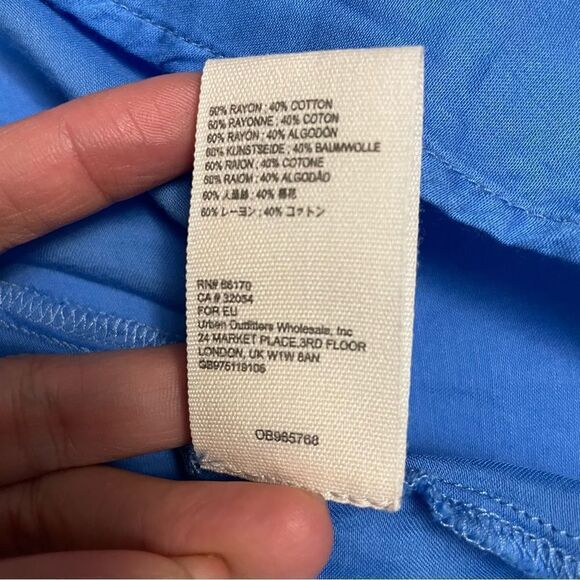 60% RAYON ; 40% COTTON
60% RAYONNE ; 40% COTON
60% RAYÓN ; 40% ALGODÓN
60% KUNSTSEIDE ; 40% BAUMWOLLE
60% RAION ; 40% COTONE
60% RAIOM ; 40% ALGODÃO
60% 人造絲 ; 40% 棉花
60% レーヨン ; 40% コットン
RN# 66170
CA # 32054
FOR EU
Urban Outfitters Wholesale, Inc
24 MARKET PLACE,3RD FLOOR
LONDON, UK W1W 8AN
GB975119106
OB965768